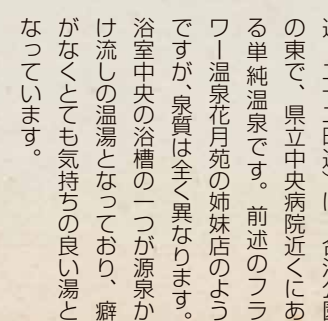 の東で、県立中央病院近くにあ
る単純温泉です。前述のフラ
ワー温泉花月苑の姉妹店のよう
ですが、泉質は全く異なります。
浴室中央の浴槽の一つが源泉か
け流しの温湯となっており、癖
がなくとても気持ちの良い湯と
なっています。